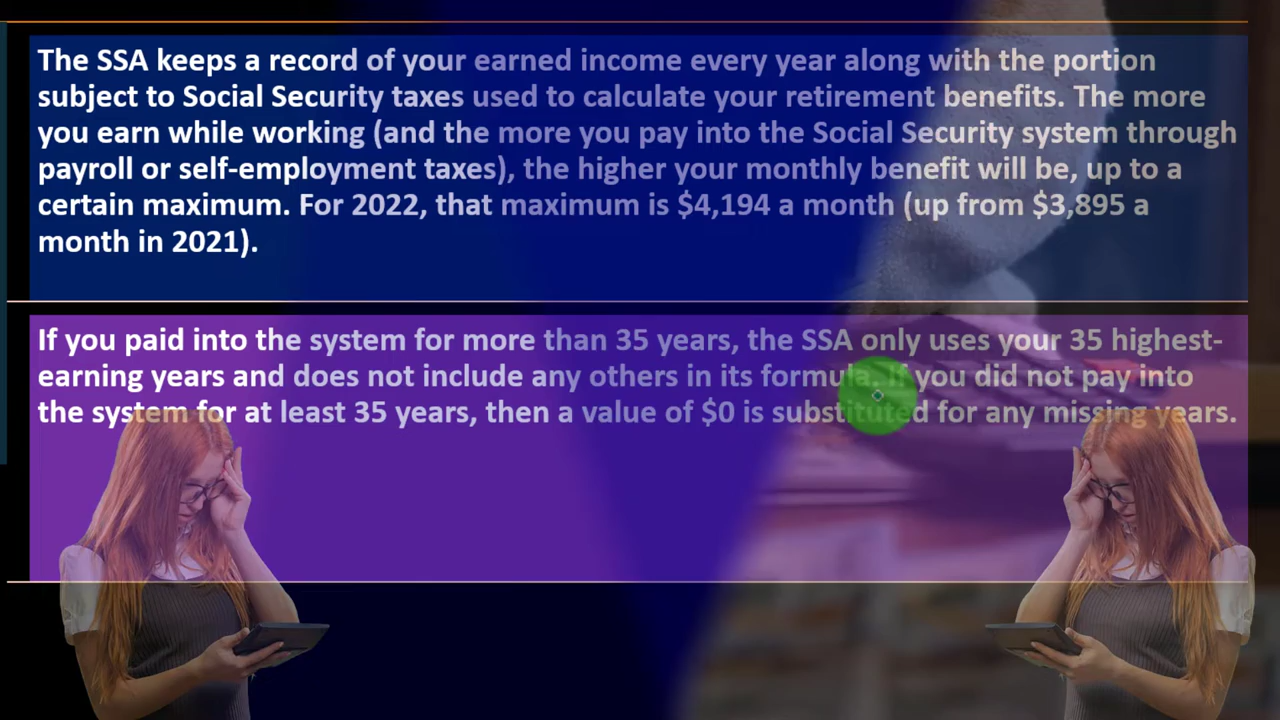 The SSA keeps a record of your earned income every year along with the portion
subject to Social Security taxes used to calculate your retirement benefits. The more
you earn while working (and the more you pay into the Social Security system through
payroll or self-employment taxes), the higher your monthly benefit will be, up to a
certain maximum. For 2022, that maximum is $4,194 a month (up from $3,895 a
month in 2021).
If you paid into the system for more than 35 years, the SSA only uses your 35 highest-
earning years and does not include any others in its formula. If you did not pay into
the system for at least 35 years, then a value of $0 is substituted for any missing years.